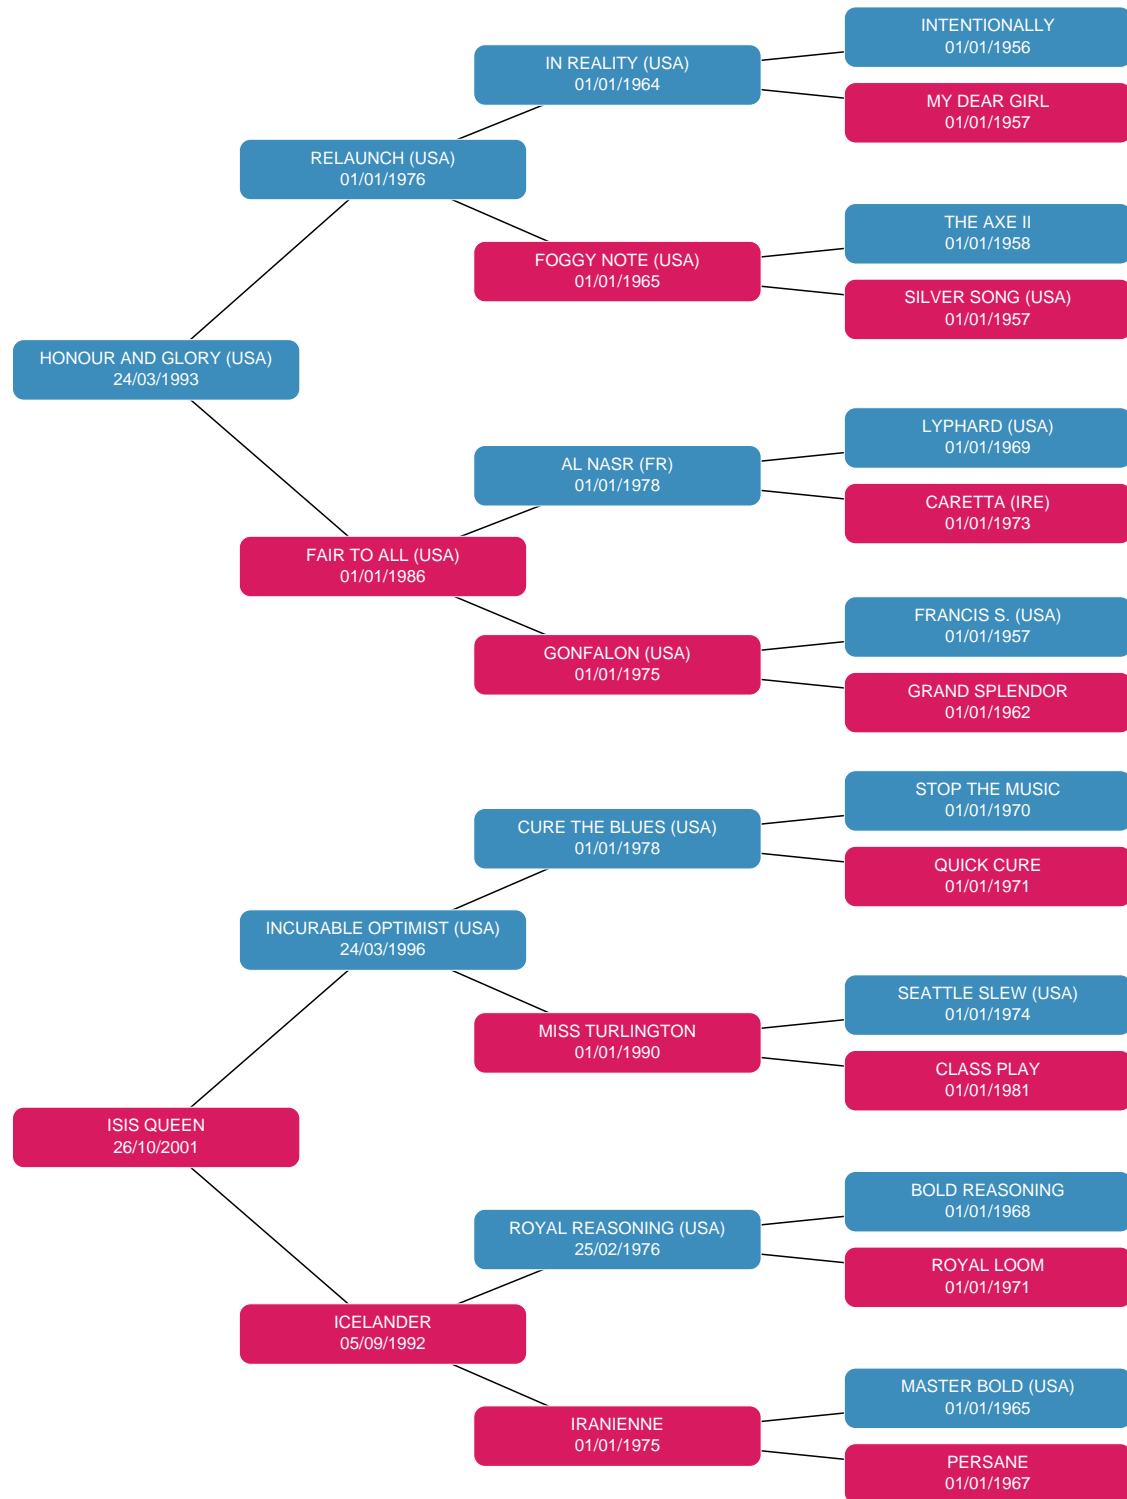 INTENTIONALLY
01/01/1956
IN REALITY (USA)
01/01/1964
MY DEAR GIRL
01/01/1957
RELAUNCH (USA)
01/01/1976
THE AXE II
01/01/1958
FOGGY NOTE (USA)
01/01/1965
SILVER SONG (USA)
01/01/1957
HONOUR AND GLORY (USA)
24/03/1993
LYPHARD (USA)
01/01/1969
AL NASR (FR)
01/01/1978
CARETTA (IRE)
01/01/1973
FAIR TO ALL (USA)
01/01/1986
FRANCIS S. (USA)
01/01/1957
GONFALON (USA)
01/01/1975
GRAND SPLENDOR
01/01/1962
STOP THE MUSIC
01/01/1970
CURE THE BLUES (USA)
01/01/1978
QUICK CURE
01/01/1971
INCURABLE OPTIMIST (USA)
24/03/1996
SEATTLE SLEW (USA)
01/01/1974
MISS TURLINGTON
01/01/1990
CLASS PLAY
01/01/1981
ISIS QUEEN
26/10/2001
BOLD REASONING
01/01/1968
ROYAL REASONING (USA)
25/02/1976
ROYAL LOOM
01/01/1971
ICELANDER
05/09/1992
MASTER BOLD (USA)
01/01/1965
IRANIENNE
01/01/1975
PERSANE
01/01/1967